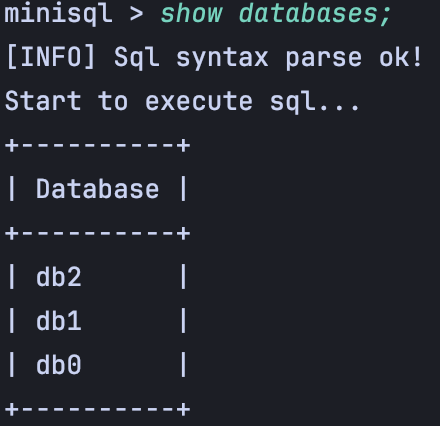 minisql > show databases;
[INFO] Sql syntax parse ok!
Start to execute sql...
+----------+
| Database |
+----------+
| db2      |
| db1      |
| db0      |
+----------+